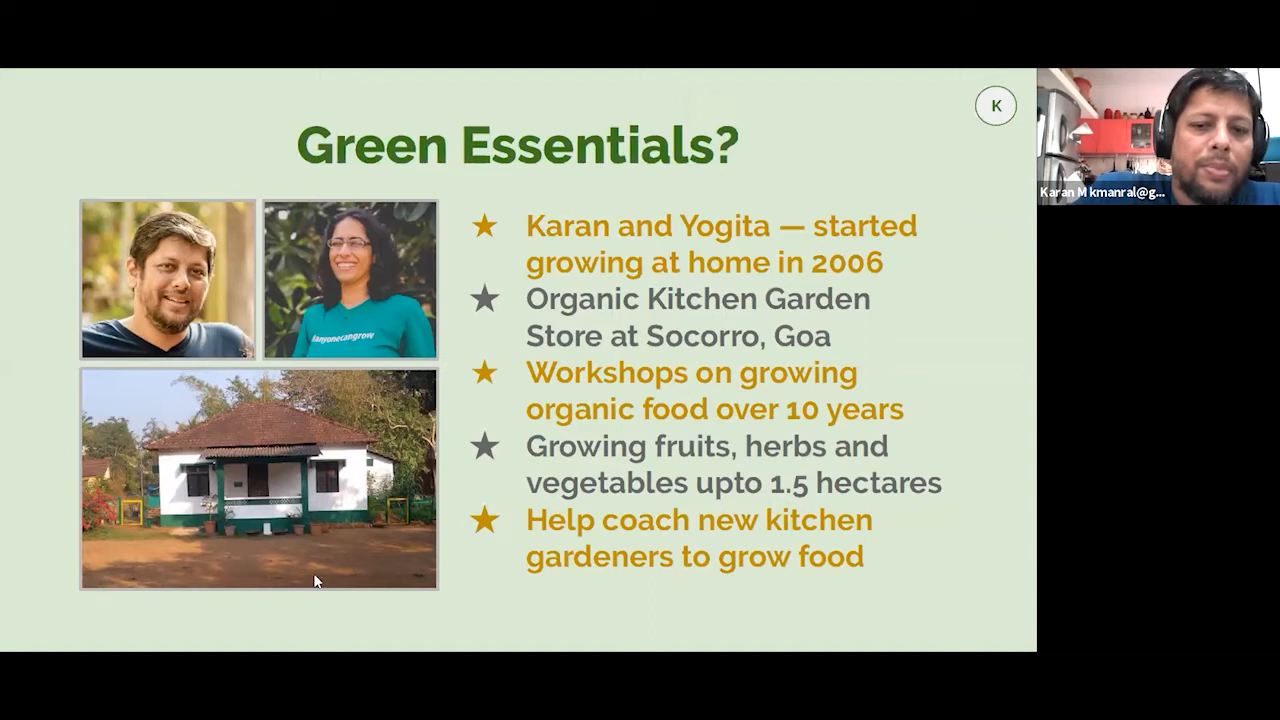 K
Green Essentials?
Karan M kmanral@g...
#anyonecangrow
★ Karan and Yogita — started
growing at home in 2006
★ Organic Kitchen Garden
Store at Socorro, Goa
★ Workshops on growing
organic food over 10 years
★ Growing fruits, herbs and
vegetables upto 1.5 hectares
★ Help coach new kitchen
gardeners to grow food